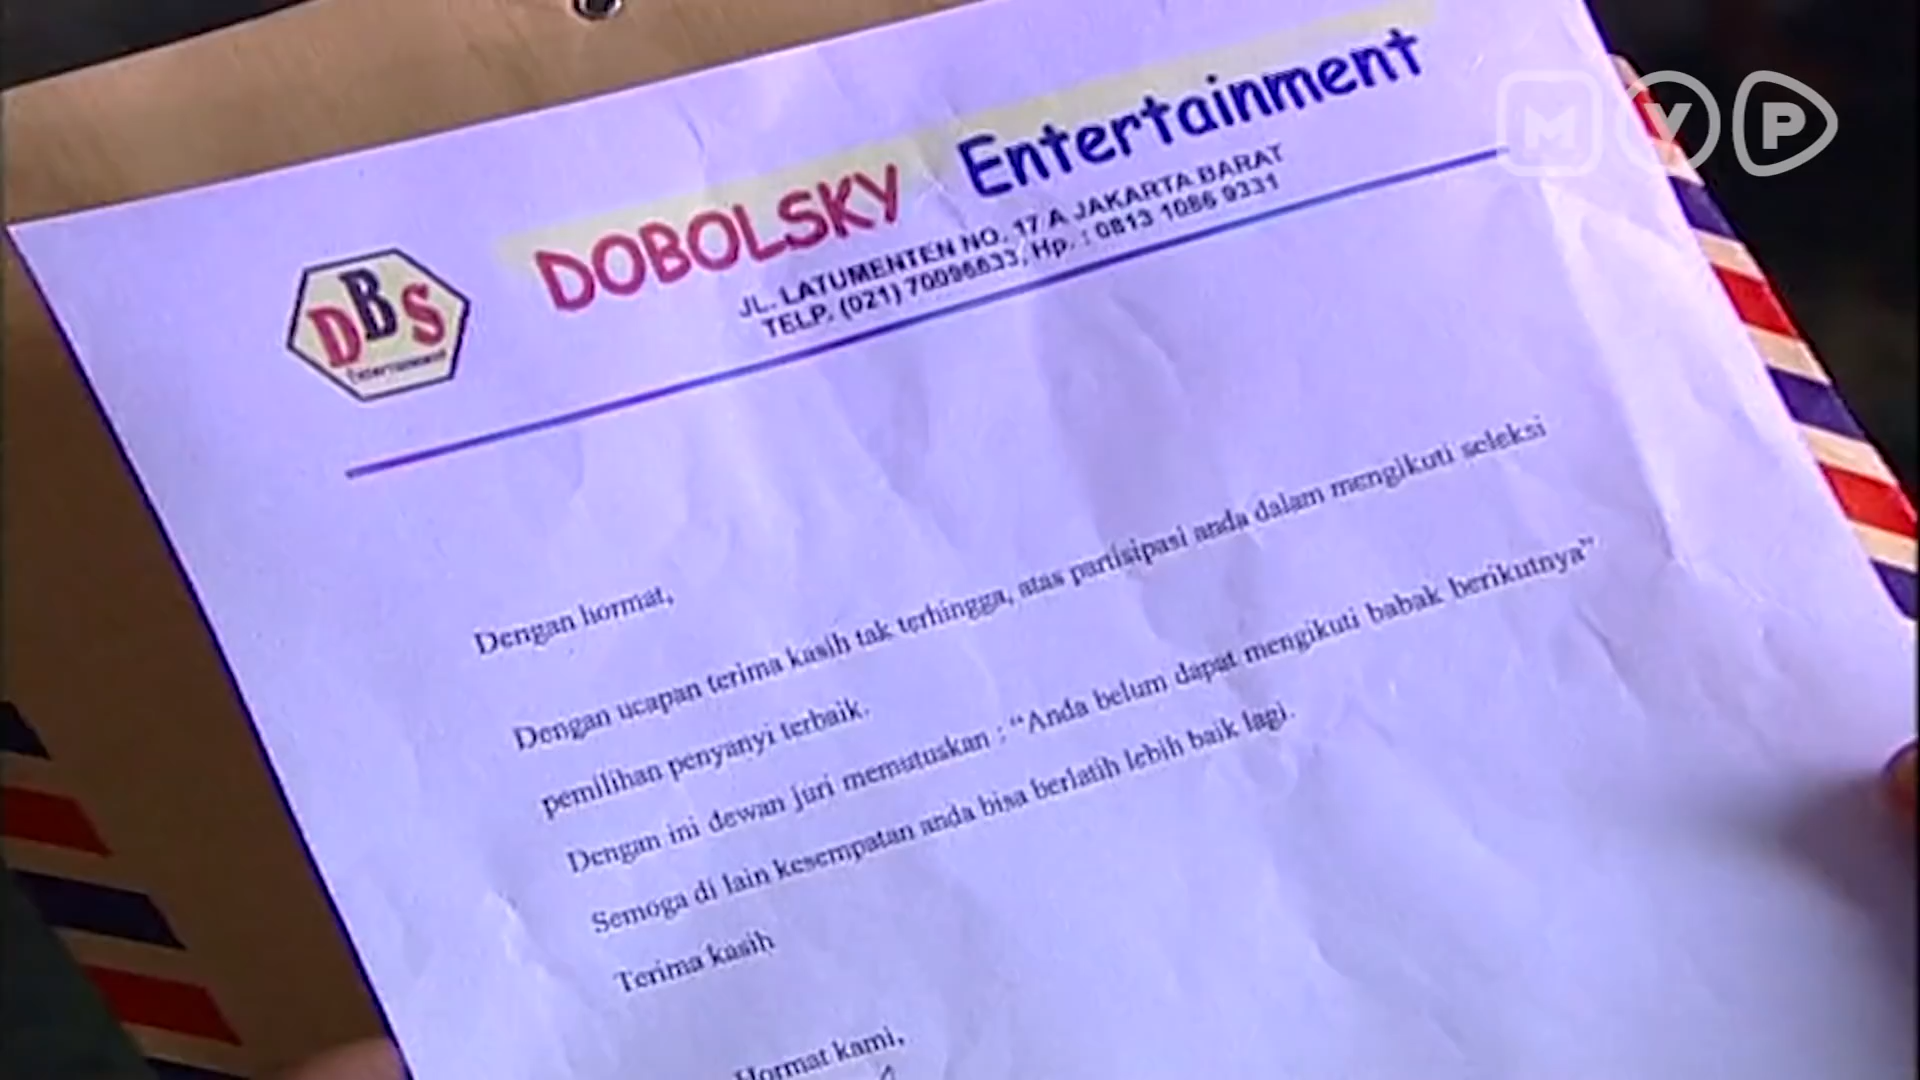 MVP
DOBOLSKY Entertainment
JL. LATUMENTEN NO. 17 A JAKARTA BARAT
TELP. (021) 70096633, Hp. : 0813 1086 9331
DBS
Entertainment
Dengan hormat,
Dengan ucapan terima kasih tak terhingga, atas partisipasi anda dalam mengikuti seleksi
pemilihan penyanyi terbaik.
Dengan ini dewan juri memutuskan : “Anda belum dapat mengikuti babak berikutnya”
Semoga di lain kesempatan anda bisa berlatih lebih baik lagi.
Terima kasih
Hormat kami,